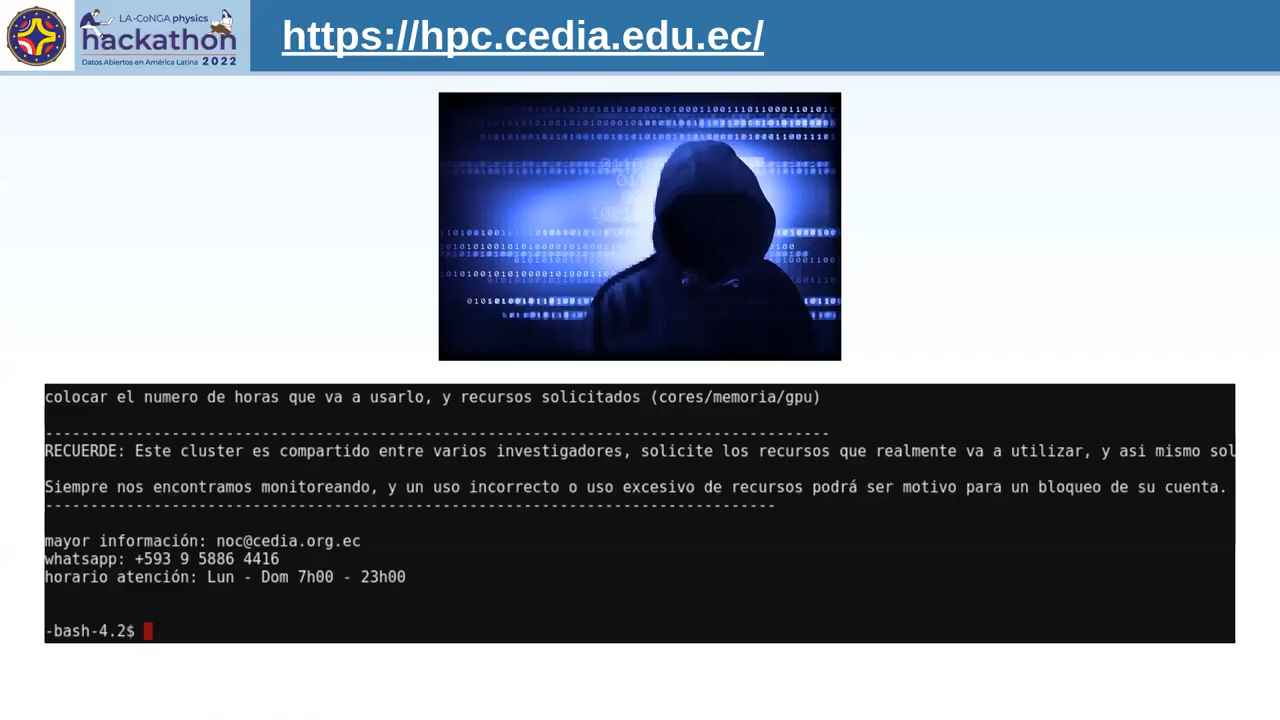 LA-CoNGA physics
hackathon
Datos Abiertos en América Latina 2022
https://hpc.cedia.edu.ec/
colocar el numero de horas que va a usarlo, y recursos solicitados (cores/memoria/gpu)
---------------------------------------------------------------------------------------
RECUERDE: Este cluster es compartido entre varios investigadores, solicite los recursos que realmente va a utilizar, y asi mismo sol
Siempre nos encontramos monitoreando, y un uso incorrecto o uso excesivo de recursos podrá ser motivo para un bloqueo de su cuenta.
---------------------------------------------------------------------------------
mayor información: noc@cedia.org.ec
whatsapp: +593 9 5886 4416
horario atención: Lun - Dom 7h00 - 23h00
-bash-4.2$